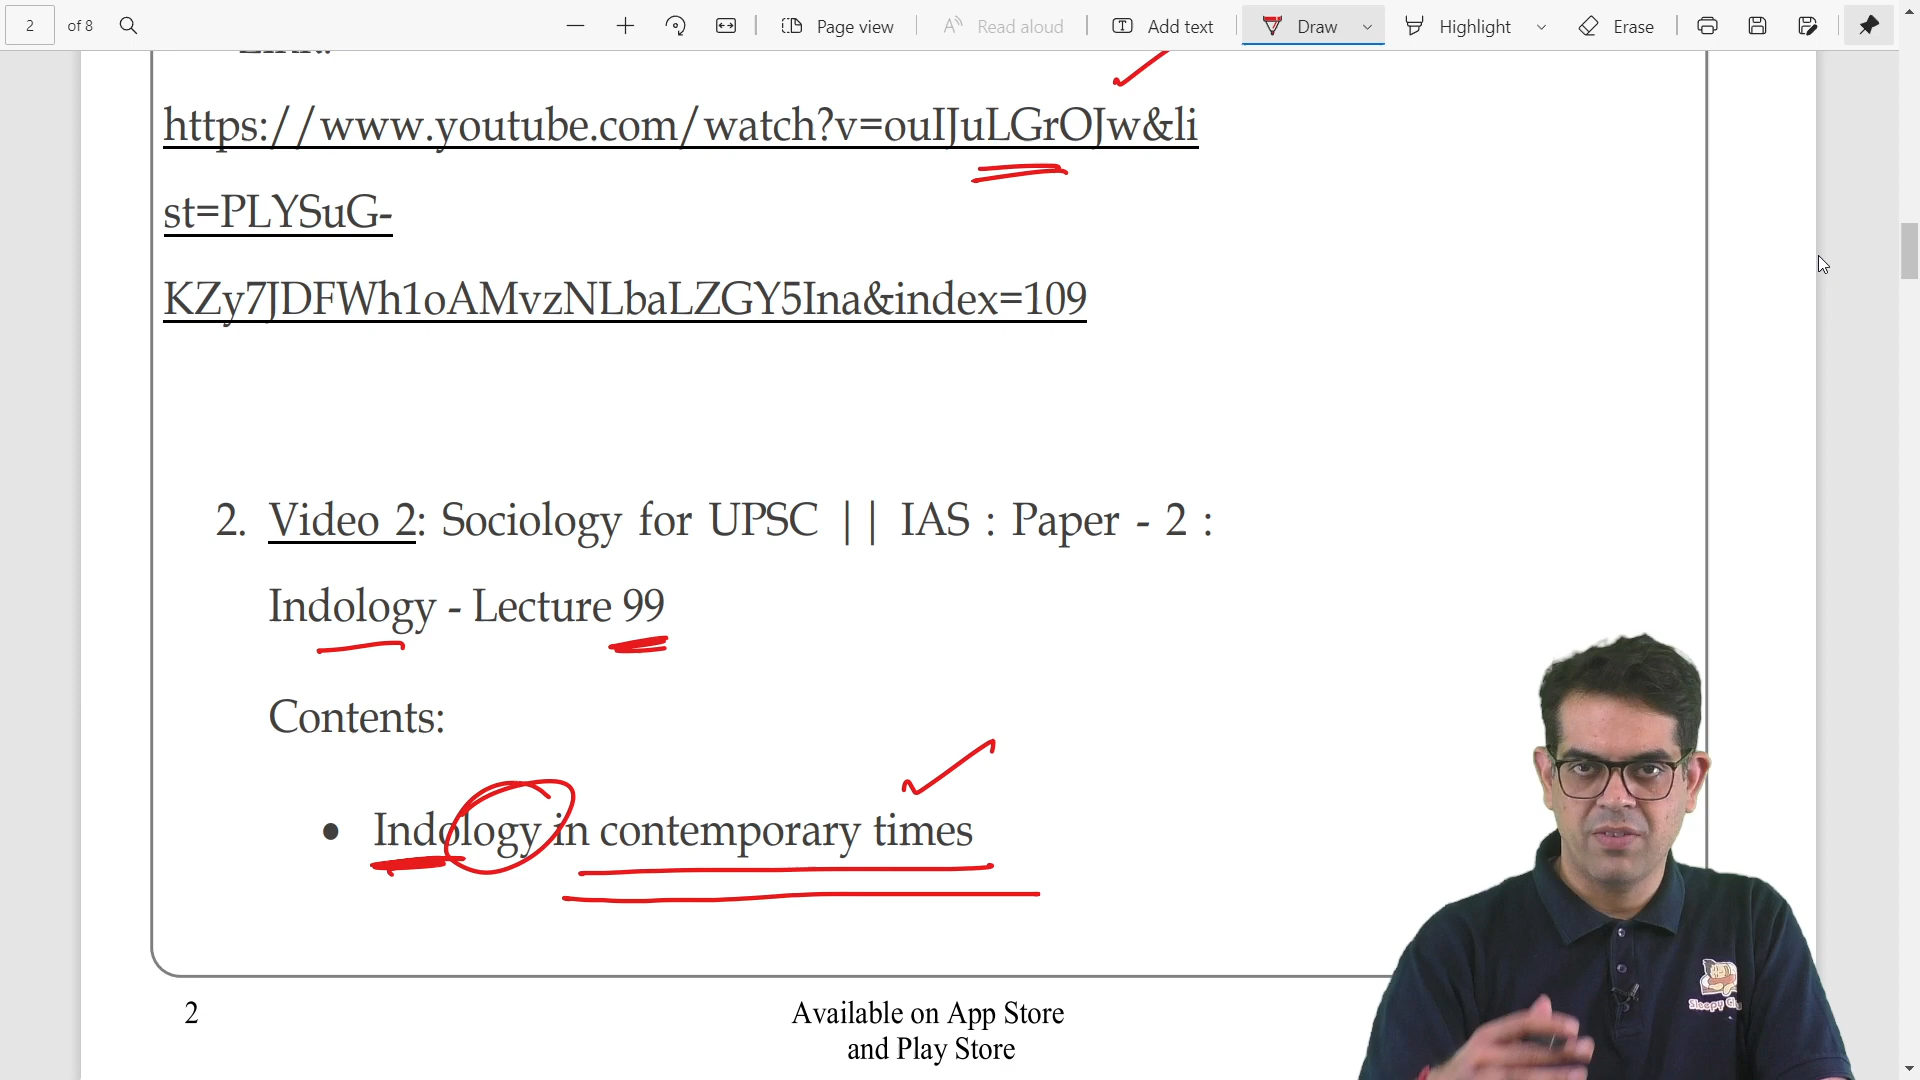 2 of 8 Page view Read aloud Add text Draw Highlight Erase
https://www.youtube.com/watch?v=ouIJuLGrOJw&li
st=PLYSuG-
KZy7JDFWh1oAMvzNLbaLZGY5Ina&index=109
2. Video 2: Sociology for UPSC || IAS : Paper - 2 :
Indology - Lecture 99
Contents:
• Indology in contemporary times
2
Available on App Store
and Play Store